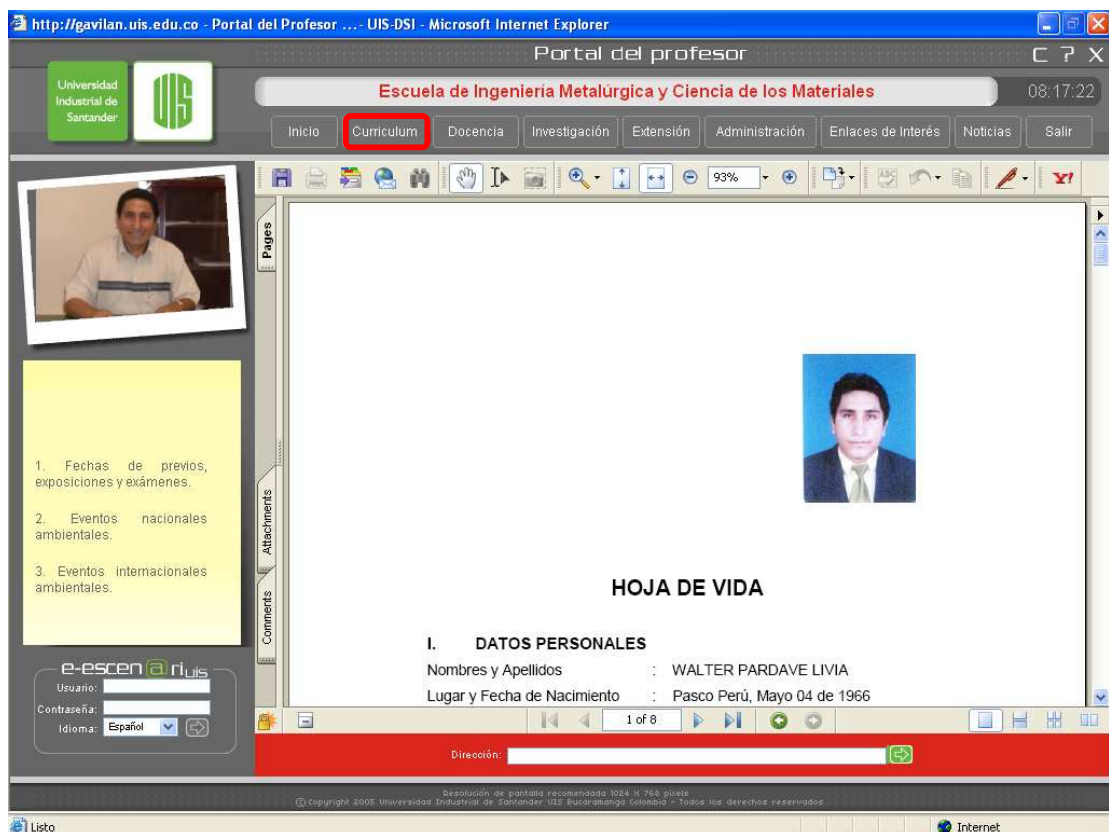 http://gavilan.uis.edu.co - Portal del Profesor ...- UIS-DSI - Microsoft Internet Explorer
Portal del profesor
C ? X
Universidad
Industrial de
Santander
UIS
Escuela de Ingeniería Metalúrgica y Ciencia de los Materiales
08:17:22
Inicio Curriculum Docencia Investigación Extensión Administración Enlaces de Interés Noticias Salir
93%
ABC
Y!
Pages
Attachments
Comments
1. Fechas de previos,
exposiciones y exámenes.
2. Eventos nacionales
ambientales.
3. Eventos internacionales
ambientales.
HOJA DE VIDA
I. DATOS PERSONALES
Nombres y Apellidos : WALTER PARDAVE LIVIA
Lugar y Fecha de Nacimiento : Pasco Perú, Mayo 04 de 1966
e-escen@riuis
Usuario:
Contraseña:
Idioma: Español
1 of 8
Dirección:
Resolución de pantalla recomendada 1024 X 768 pixels
© Copyright 2005 Universidad Industrial de Santander UIS Bucaramanga Colombia - Todos los derechos reservados
Listo
Internet